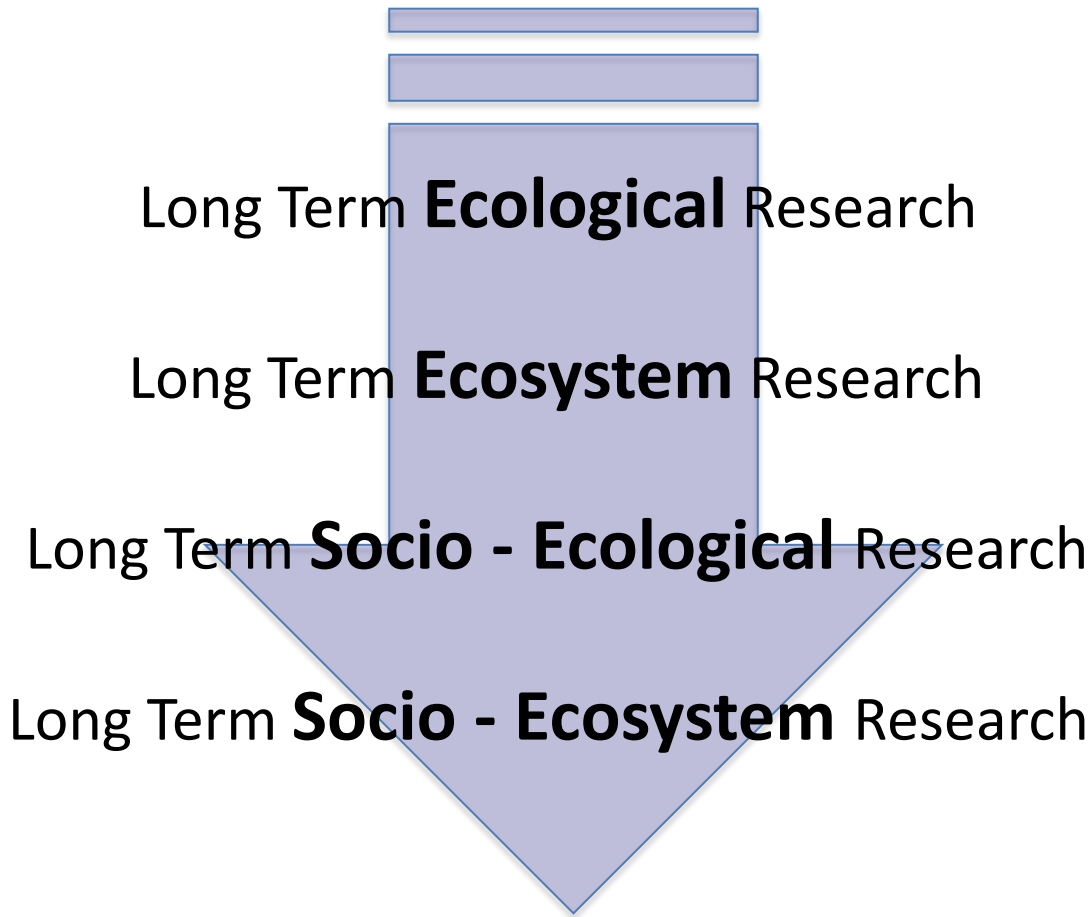 Long Term Ecological Research
Long Term Ecosystem Research
Long Term Socio - Ecological Research
Long Term Socio - Ecosystem Research